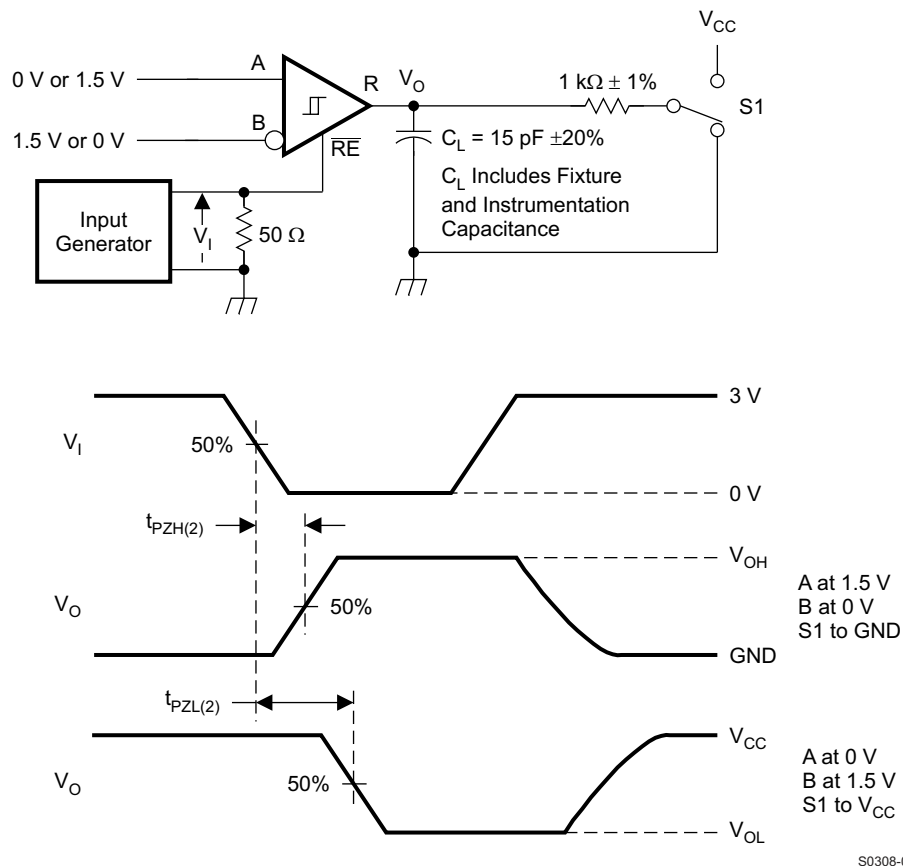 V_CC
0 V or 1.5 V
A
R
V_O
1 kΩ ± 1%
S1
1.5 V or 0 V
B
R̅E̅
C_L = 15 pF ±20%
C_L Includes Fixture
and Instrumentation
Capacitance
Input
Generator
V_I
50 Ω
3 V
V_I
50%
0 V
t_PZH(2)
V_OH
V_O
50%
A at 1.5 V
B at 0 V
S1 to GND
GND
t_PZL(2)
V_CC
V_O
50%
A at 0 V
B at 1.5 V
S1 to V_CC
V_OL